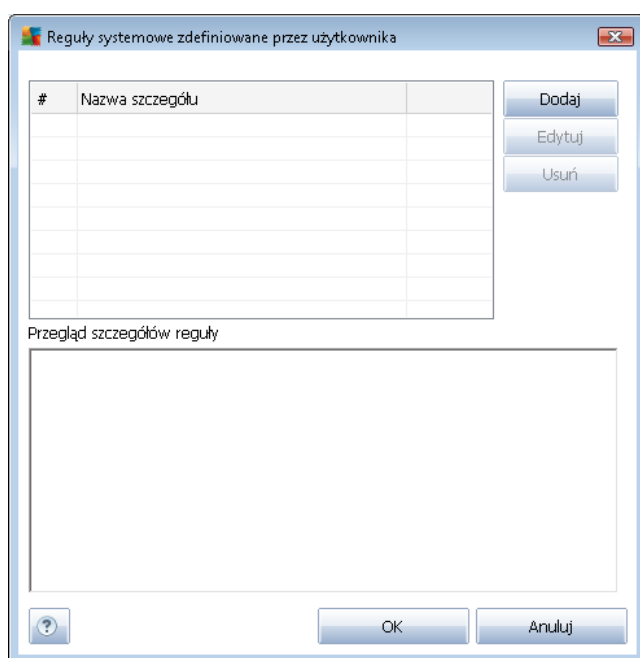 Reguły systemowe zdefiniowane przez użytkownika
# Nazwa szczegółu
Dodaj
Edytuj
Usuń
Przegląd szczegółów reguły
?
OK
Anuluj